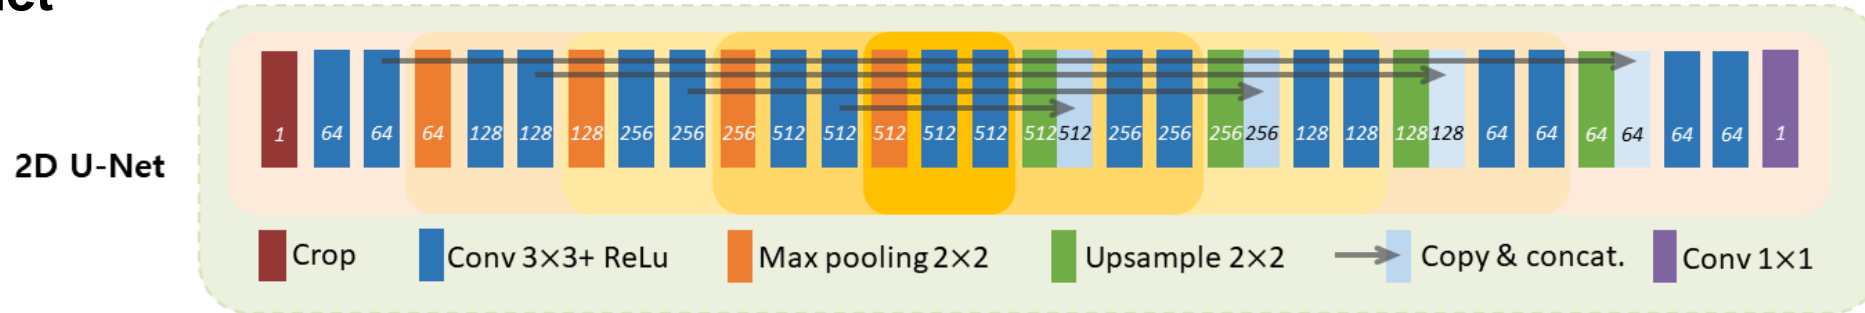 1 64 64 64 128 128 128 256 256 256 512 512 512 512 512 512 512 256 256 256 256 128 128 128 128 64 64 64 64 64 64 1
2D U-Net
Crop Conv 3×3+ ReLu Max pooling 2×2 Upsample 2×2 Copy & concat. Conv 1×1